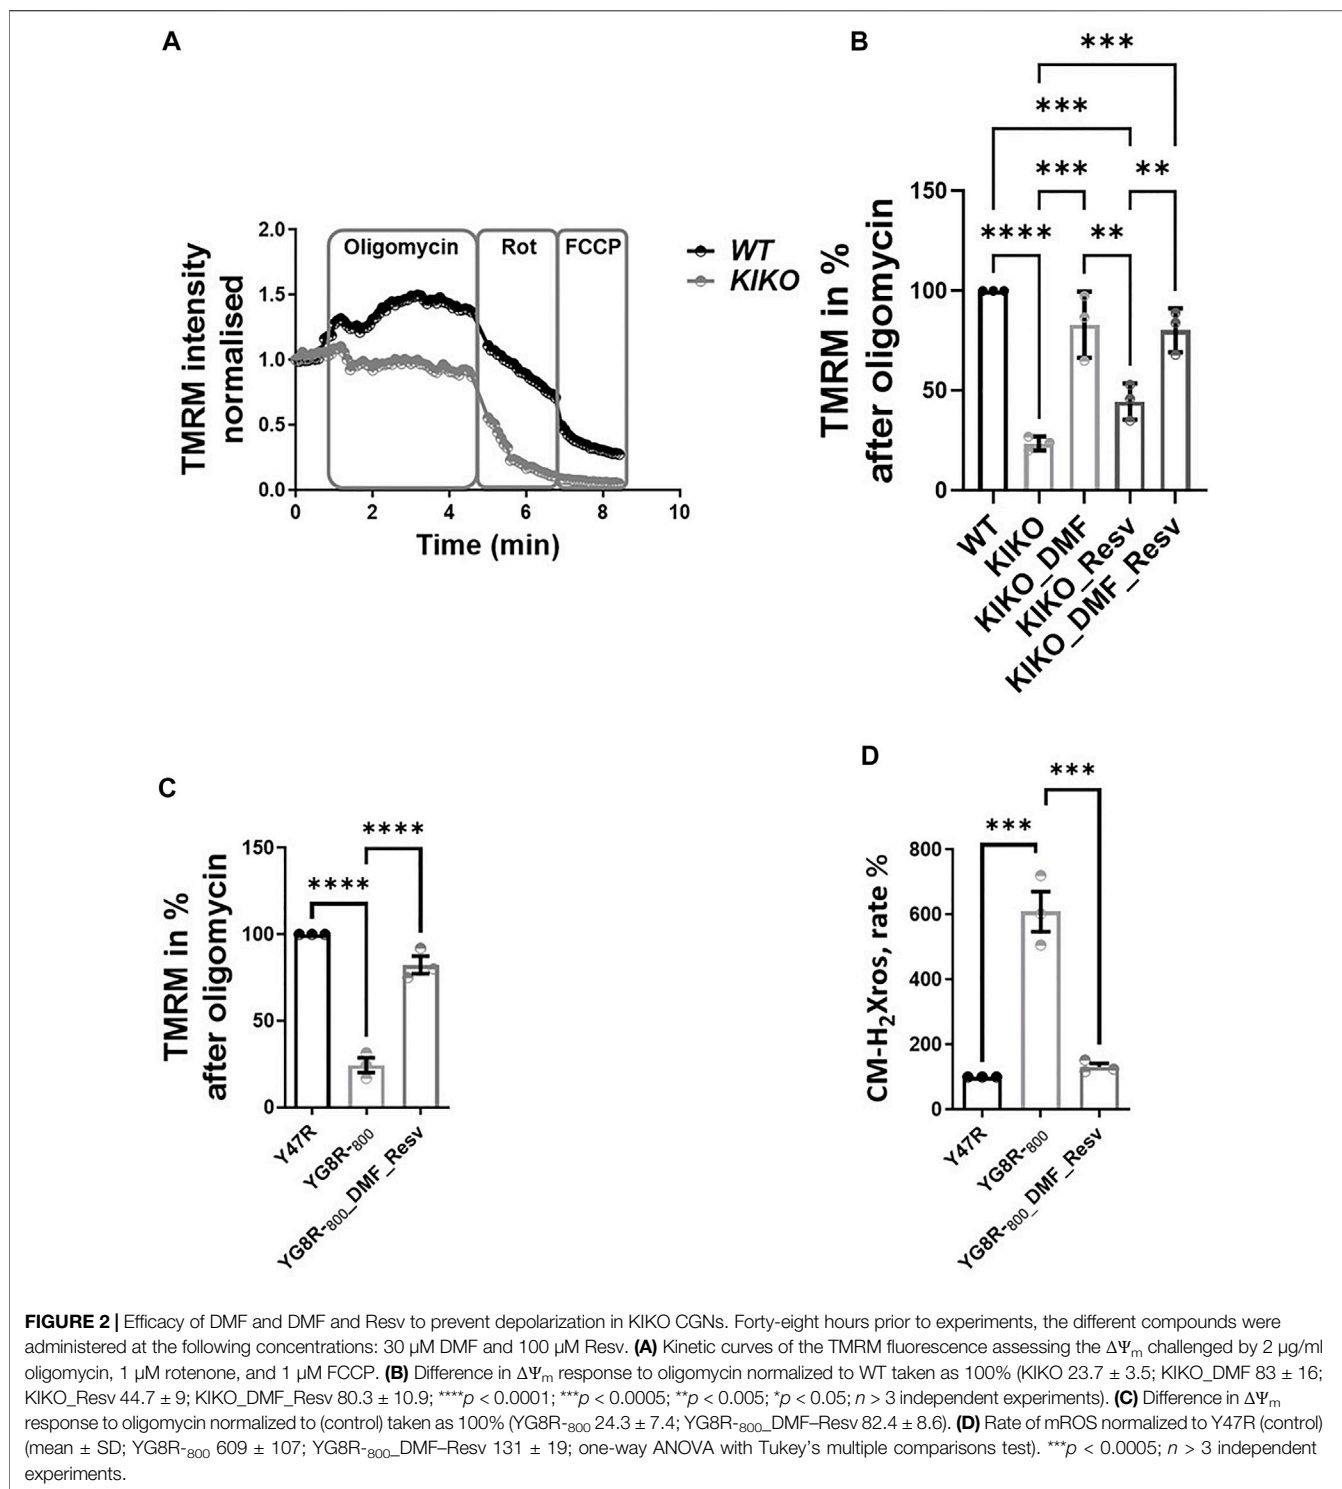 A
TMRM intensity
normalised
2.0
1.5
1.0
0.5
0.0
Oligomycin
Rot
FCCP
WT
KIKO
0
2
4
6
8
10
Time (min)
B
***
***
***
**
****
**
TMRM in %
after oligomycin
150
100
50
0
WT
KIKO
KIKO_DMF
KIKO_Resv
KIKO_DMF_Resv
C
****
****
TMRM in %
after oligomycin
150
100
50
0
Y47R
YG8R-800
YG8R-800_DMF_Resv
D
***
***
CM-H2Xros, rate %
800
600
400
200
0
Y47R
YG8R-800
YG8R-800_DMF_Resv
FIGURE 2 | Efficacy of DMF and DMF and Resv to prevent depolarization in KIKO CGNs. Forty-eight hours prior to experiments, the different compounds were
administered at the following concentrations: 30 µM DMF and 100 µM Resv. (A) Kinetic curves of the TMRM fluorescence assessing the ΔΨm challenged by 2 µg/ml
oligomycin, 1 µM rotenone, and 1 µM FCCP. (B) Difference in ΔΨm response to oligomycin normalized to WT taken as 100% (KIKO 23.7 ± 3.5; KIKO_DMF 83 ± 16;
KIKO_Resv 44.7 ± 9; KIKO_DMF_Resv 80.3 ± 10.9; ****p < 0.0001; ***p < 0.0005; **p < 0.005; *p < 0.05; n > 3 independent experiments). (C) Difference in ΔΨm
response to oligomycin normalized to (control) taken as 100% (YG8R-800 24.3 ± 7.4; YG8R-800_DMF–Resv 82.4 ± 8.6). (D) Rate of mROS normalized to Y47R (control)
(mean ± SD; YG8R-800 609 ± 107; YG8R-800_DMF–Resv 131 ± 19; one-way ANOVA with Tukey's multiple comparisons test). ***p < 0.0005; n > 3 independent
experiments.